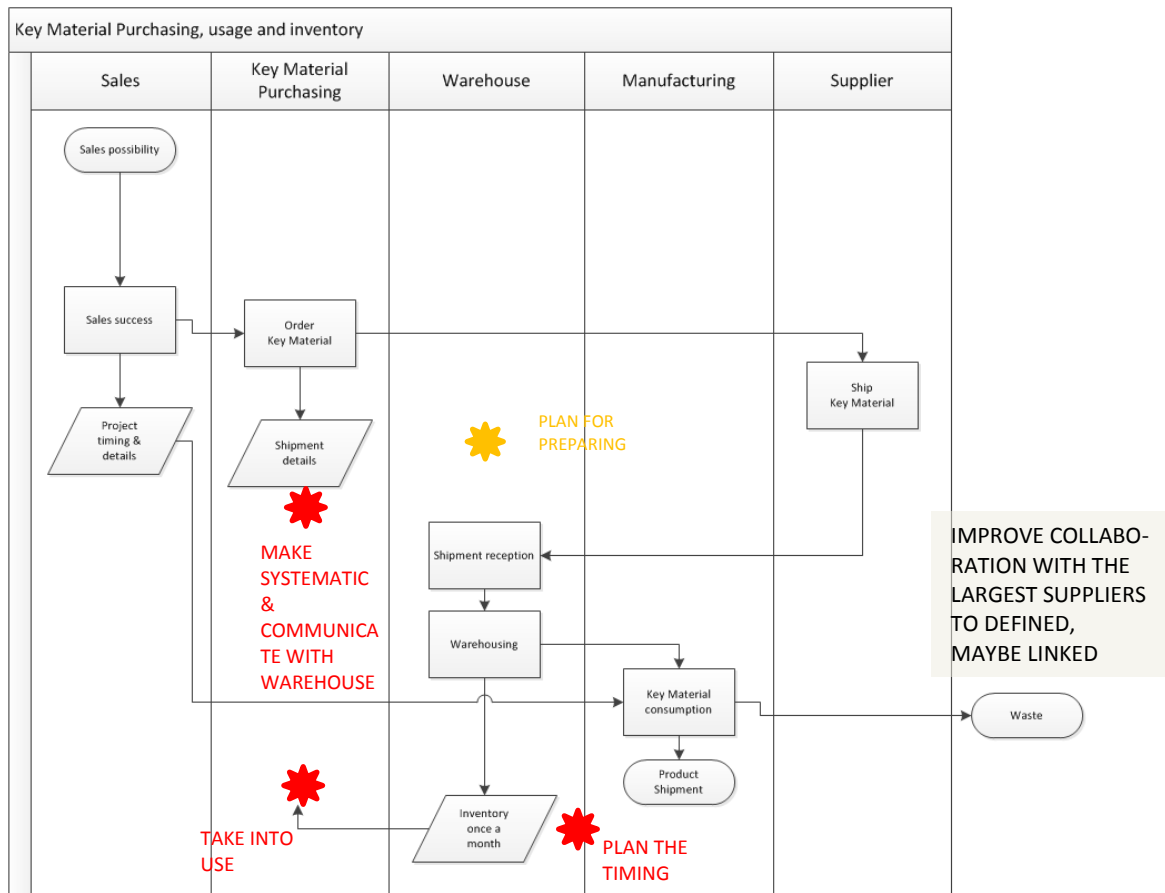 Key Material Purchasing, usage and inventory
Sales
Key Material
Purchasing
Warehouse
Manufacturing
Supplier
Sales possibility
Sales success
Order
Key Material
Ship
Key Material
Project
timing &
details
Shipment
details
PLAN FOR
PREPARING
MAKE
SYSTEMATIC
&
COMMUNICA
TE WITH
WAREHOUSE
Shipment reception
IMPROVE COLLABO-
RATION WITH THE
LARGEST SUPPLIERS
TO DEFINED,
MAYBE LINKED
Warehousing
Key Material
consumption
Waste
Product
Shipment
Inventory
once a
month
TAKE INTO
USE
PLAN THE
TIMING